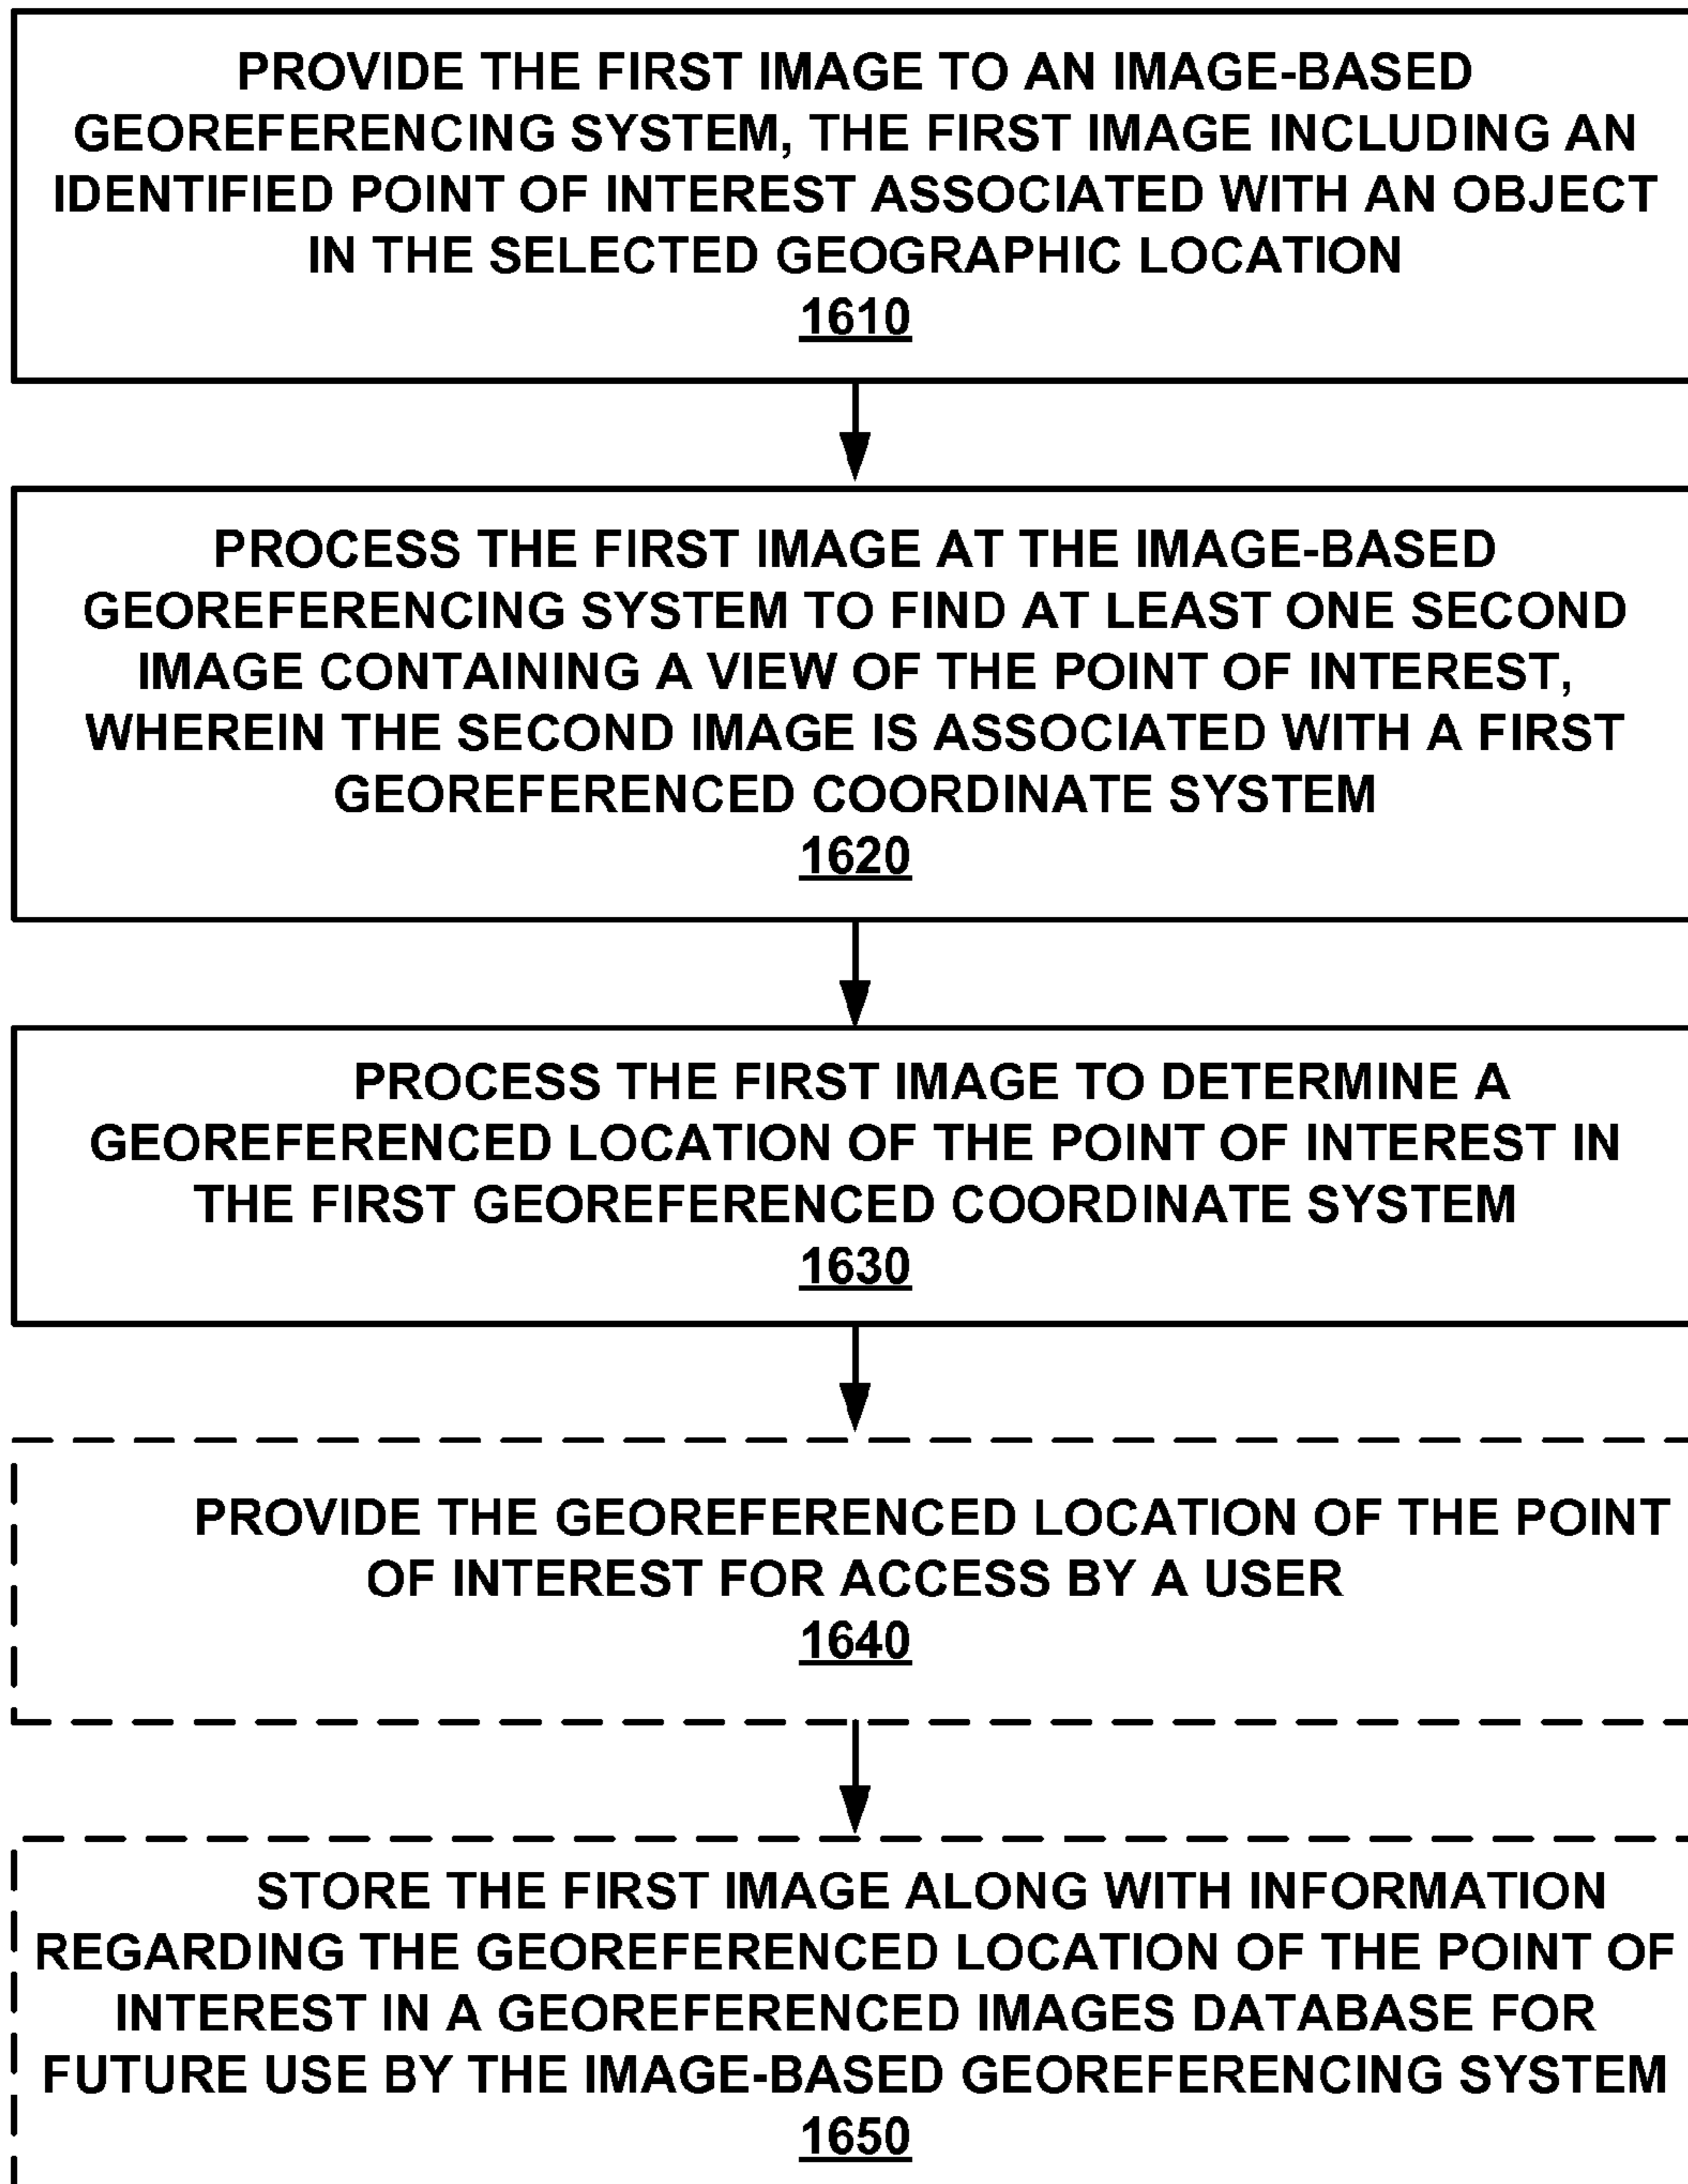 PROVIDE THE FIRST IMAGE TO AN IMAGE-BASED
GEOREFERENCING SYSTEM, THE FIRST IMAGE INCLUDING AN
IDENTIFIED POINT OF INTEREST ASSOCIATED WITH AN OBJECT
IN THE SELECTED GEOGRAPHIC LOCATION
1610
PROCESS THE FIRST IMAGE AT THE IMAGE-BASED
GEOREFERENCING SYSTEM TO FIND AT LEAST ONE SECOND
IMAGE CONTAINING A VIEW OF THE POINT OF INTEREST,
WHEREIN THE SECOND IMAGE IS ASSOCIATED WITH A FIRST
GEOREFERENCED COORDINATE SYSTEM
1620
PROCESS THE FIRST IMAGE TO DETERMINE A
GEOREFERENCED LOCATION OF THE POINT OF INTEREST IN
THE FIRST GEOREFERENCED COORDINATE SYSTEM
1630
PROVIDE THE GEOREFERENCED LOCATION OF THE POINT
OF INTEREST FOR ACCESS BY A USER
1640
STORE THE FIRST IMAGE ALONG WITH INFORMATION
REGARDING THE GEOREFERENCED LOCATION OF THE POINT OF
INTEREST IN A GEOREFERENCED IMAGES DATABASE FOR
FUTURE USE BY THE IMAGE-BASED GEOREFERENCING SYSTEM
1650